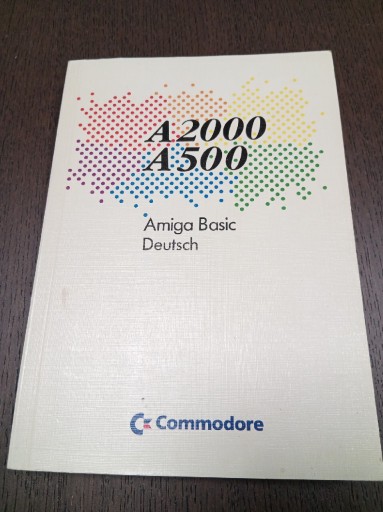 A2000
A500
Amiga Basic
Deutsch
Commodore